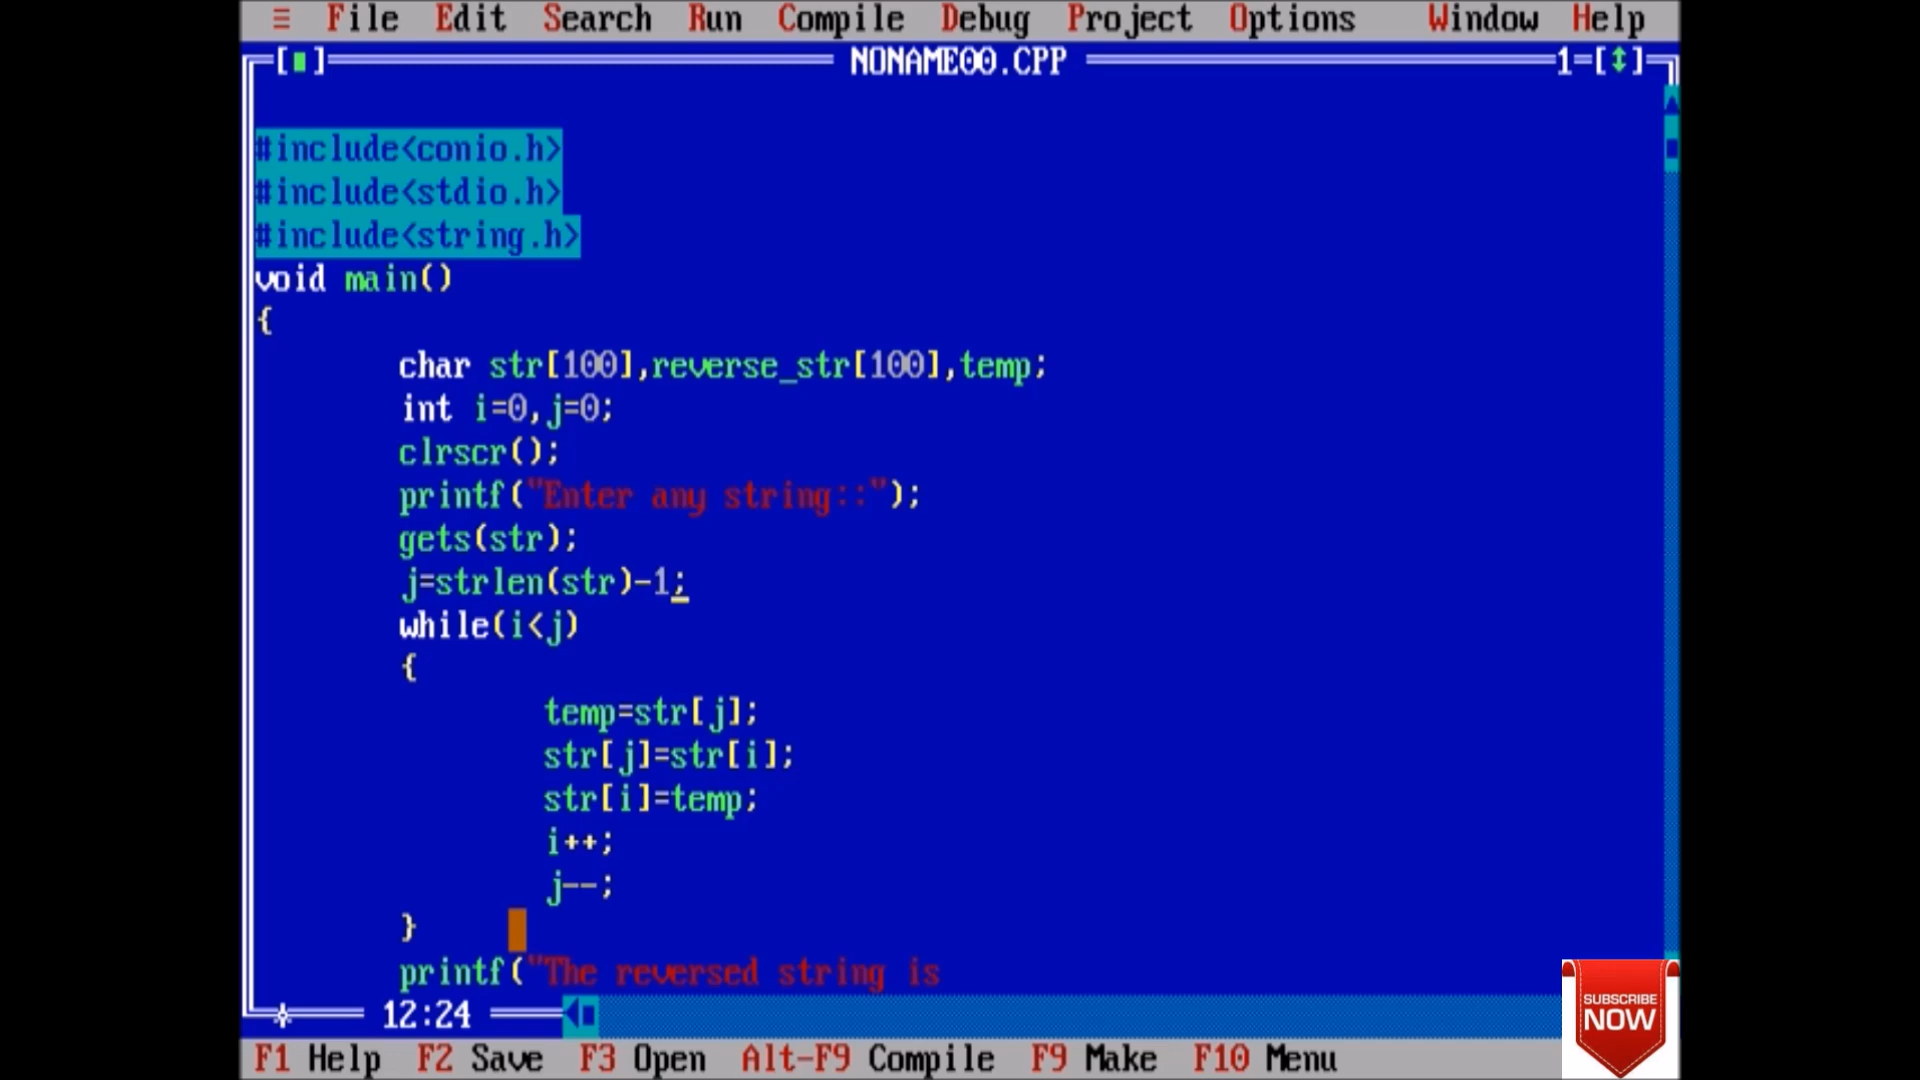 ≡ File Edit Search Run Compile Debug Project Options Window Help
[■] NONAME00.CPP 1=[↕]
#include<conio.h>
#include<stdio.h>
#include<string.h>
void main()
{
char str[100],reverse_str[100],temp;
int i=0,j=0;
clrscr();
printf("Enter any string::");
gets(str);
j=strlen(str)-1;
while(i<j)
{
temp=str[j];
str[j]=str[i];
str[i]=temp;
i++;
j--;
}
printf("The reversed string is
12:24
F1 Help F2 Save F3 Open Alt-F9 Compile F9 Make F10 Menu
SUBSCRIBE
NOW